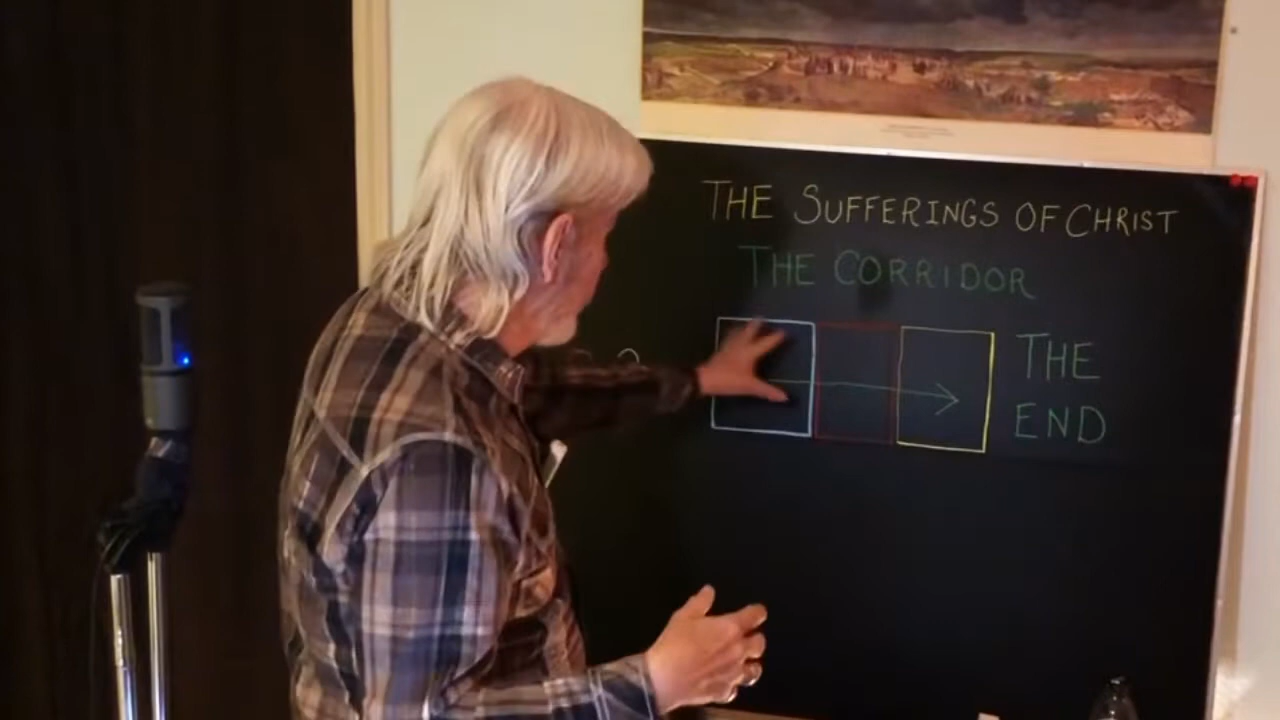 THE SUFFERINGS OF CHRIST
THE CORRIDOR
THE
END